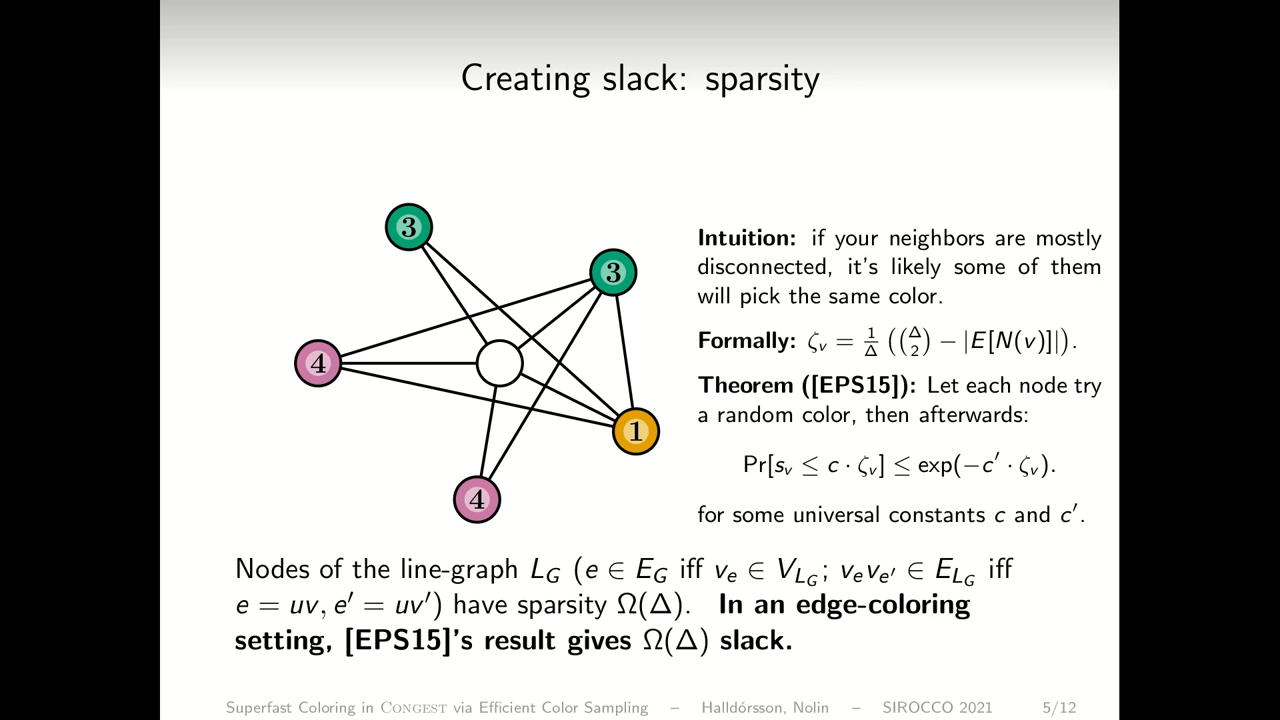 Creating slack: sparsity
3
3
4
1
4
Intuition: if your neighbors are mostly
disconnected, it's likely some of them
will pick the same color.
Formally: ζ_v = 1/Δ ((Δ 2) − |E[N(v)]|).
Theorem ([EPS15]): Let each node try
a random color, then afterwards:
Pr[s_v ≤ c · ζ_v] ≤ exp(−c′ · ζ_v).
for some universal constants c and c′.
Nodes of the line-graph L_G (e ∈ E_G iff v_e ∈ V_{L_G}; v_e v_{e′} ∈ E_{L_G} iff
e = uv, e′ = uv′) have sparsity Ω(Δ). In an edge-coloring
setting, [EPS15]'s result gives Ω(Δ) slack.
Superfast Coloring in CONGEST via Efficient Color Sampling – Halldórsson, Nolin – SIROCCO 2021 5/12